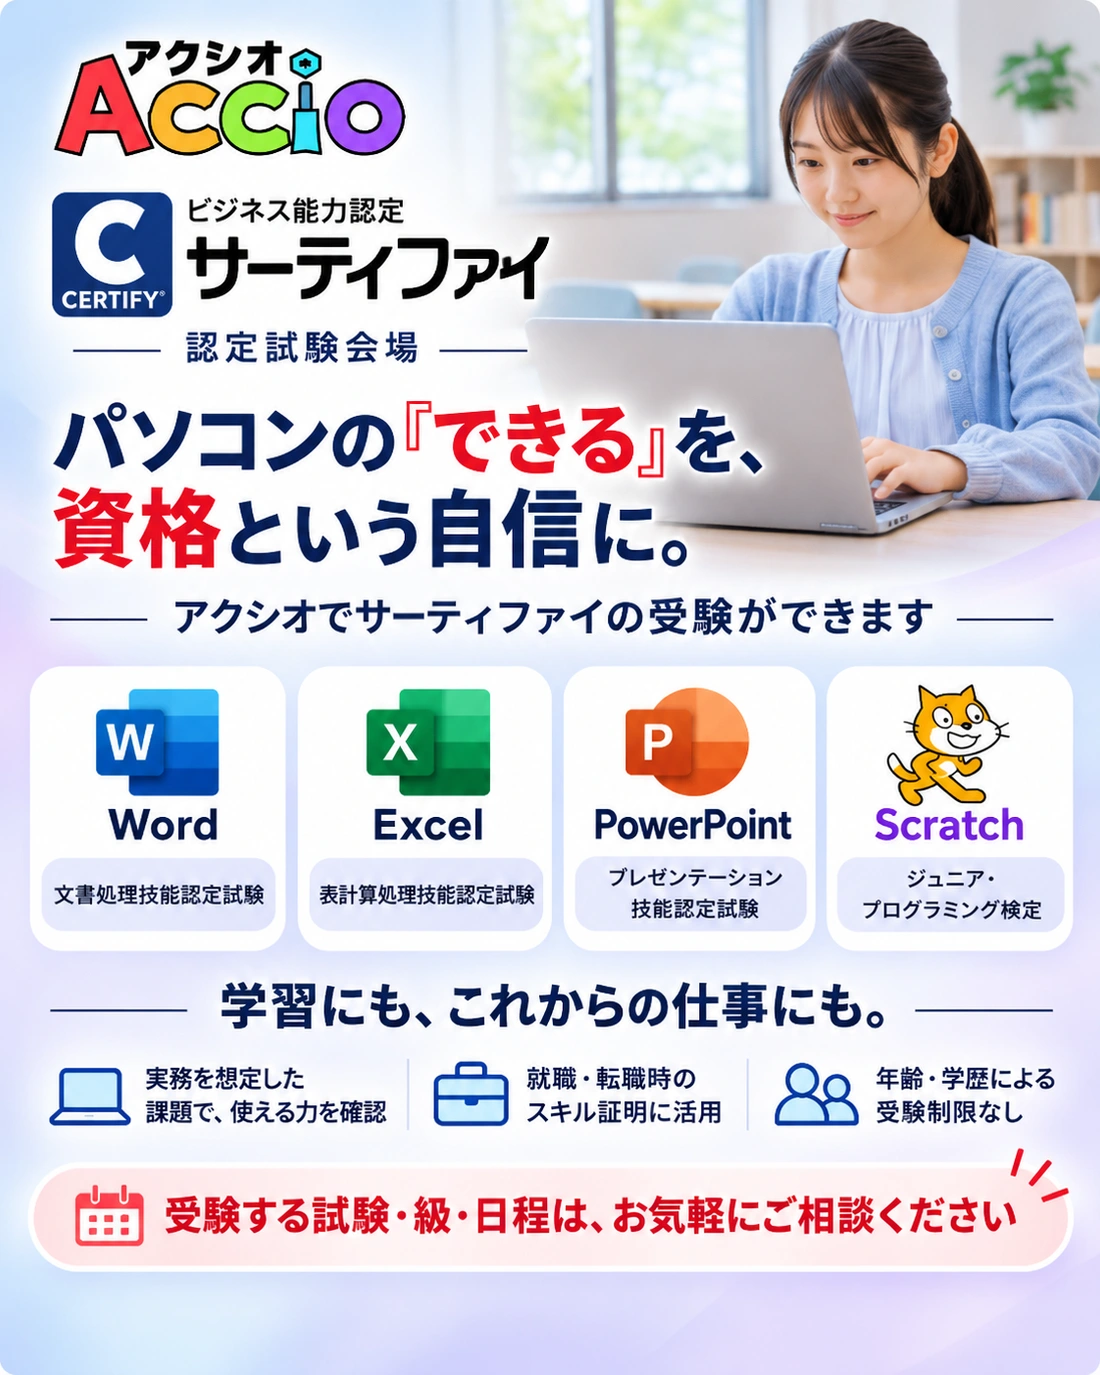 アクシオ
Accio
C
CERTIFY®
ビジネス能力認定
サーティファイ
認定試験会場
パソコンの『できる』を、
資格という自信に。
アクシオでサーティファイの受験ができます
W
Word
文書処理技能認定試験
X
Excel
表計算処理技能認定試験
P
PowerPoint
プレゼンテーション
技能認定試験
Scratch
ジュニア・
プログラミング検定
学習にも、これからの仕事にも。
実務を想定した
課題で、使える力を確認
就職・転職時の
スキル証明に活用
年齢・学歴による
受験制限なし
受験する試験・級・日程は、お気軽にご相談ください